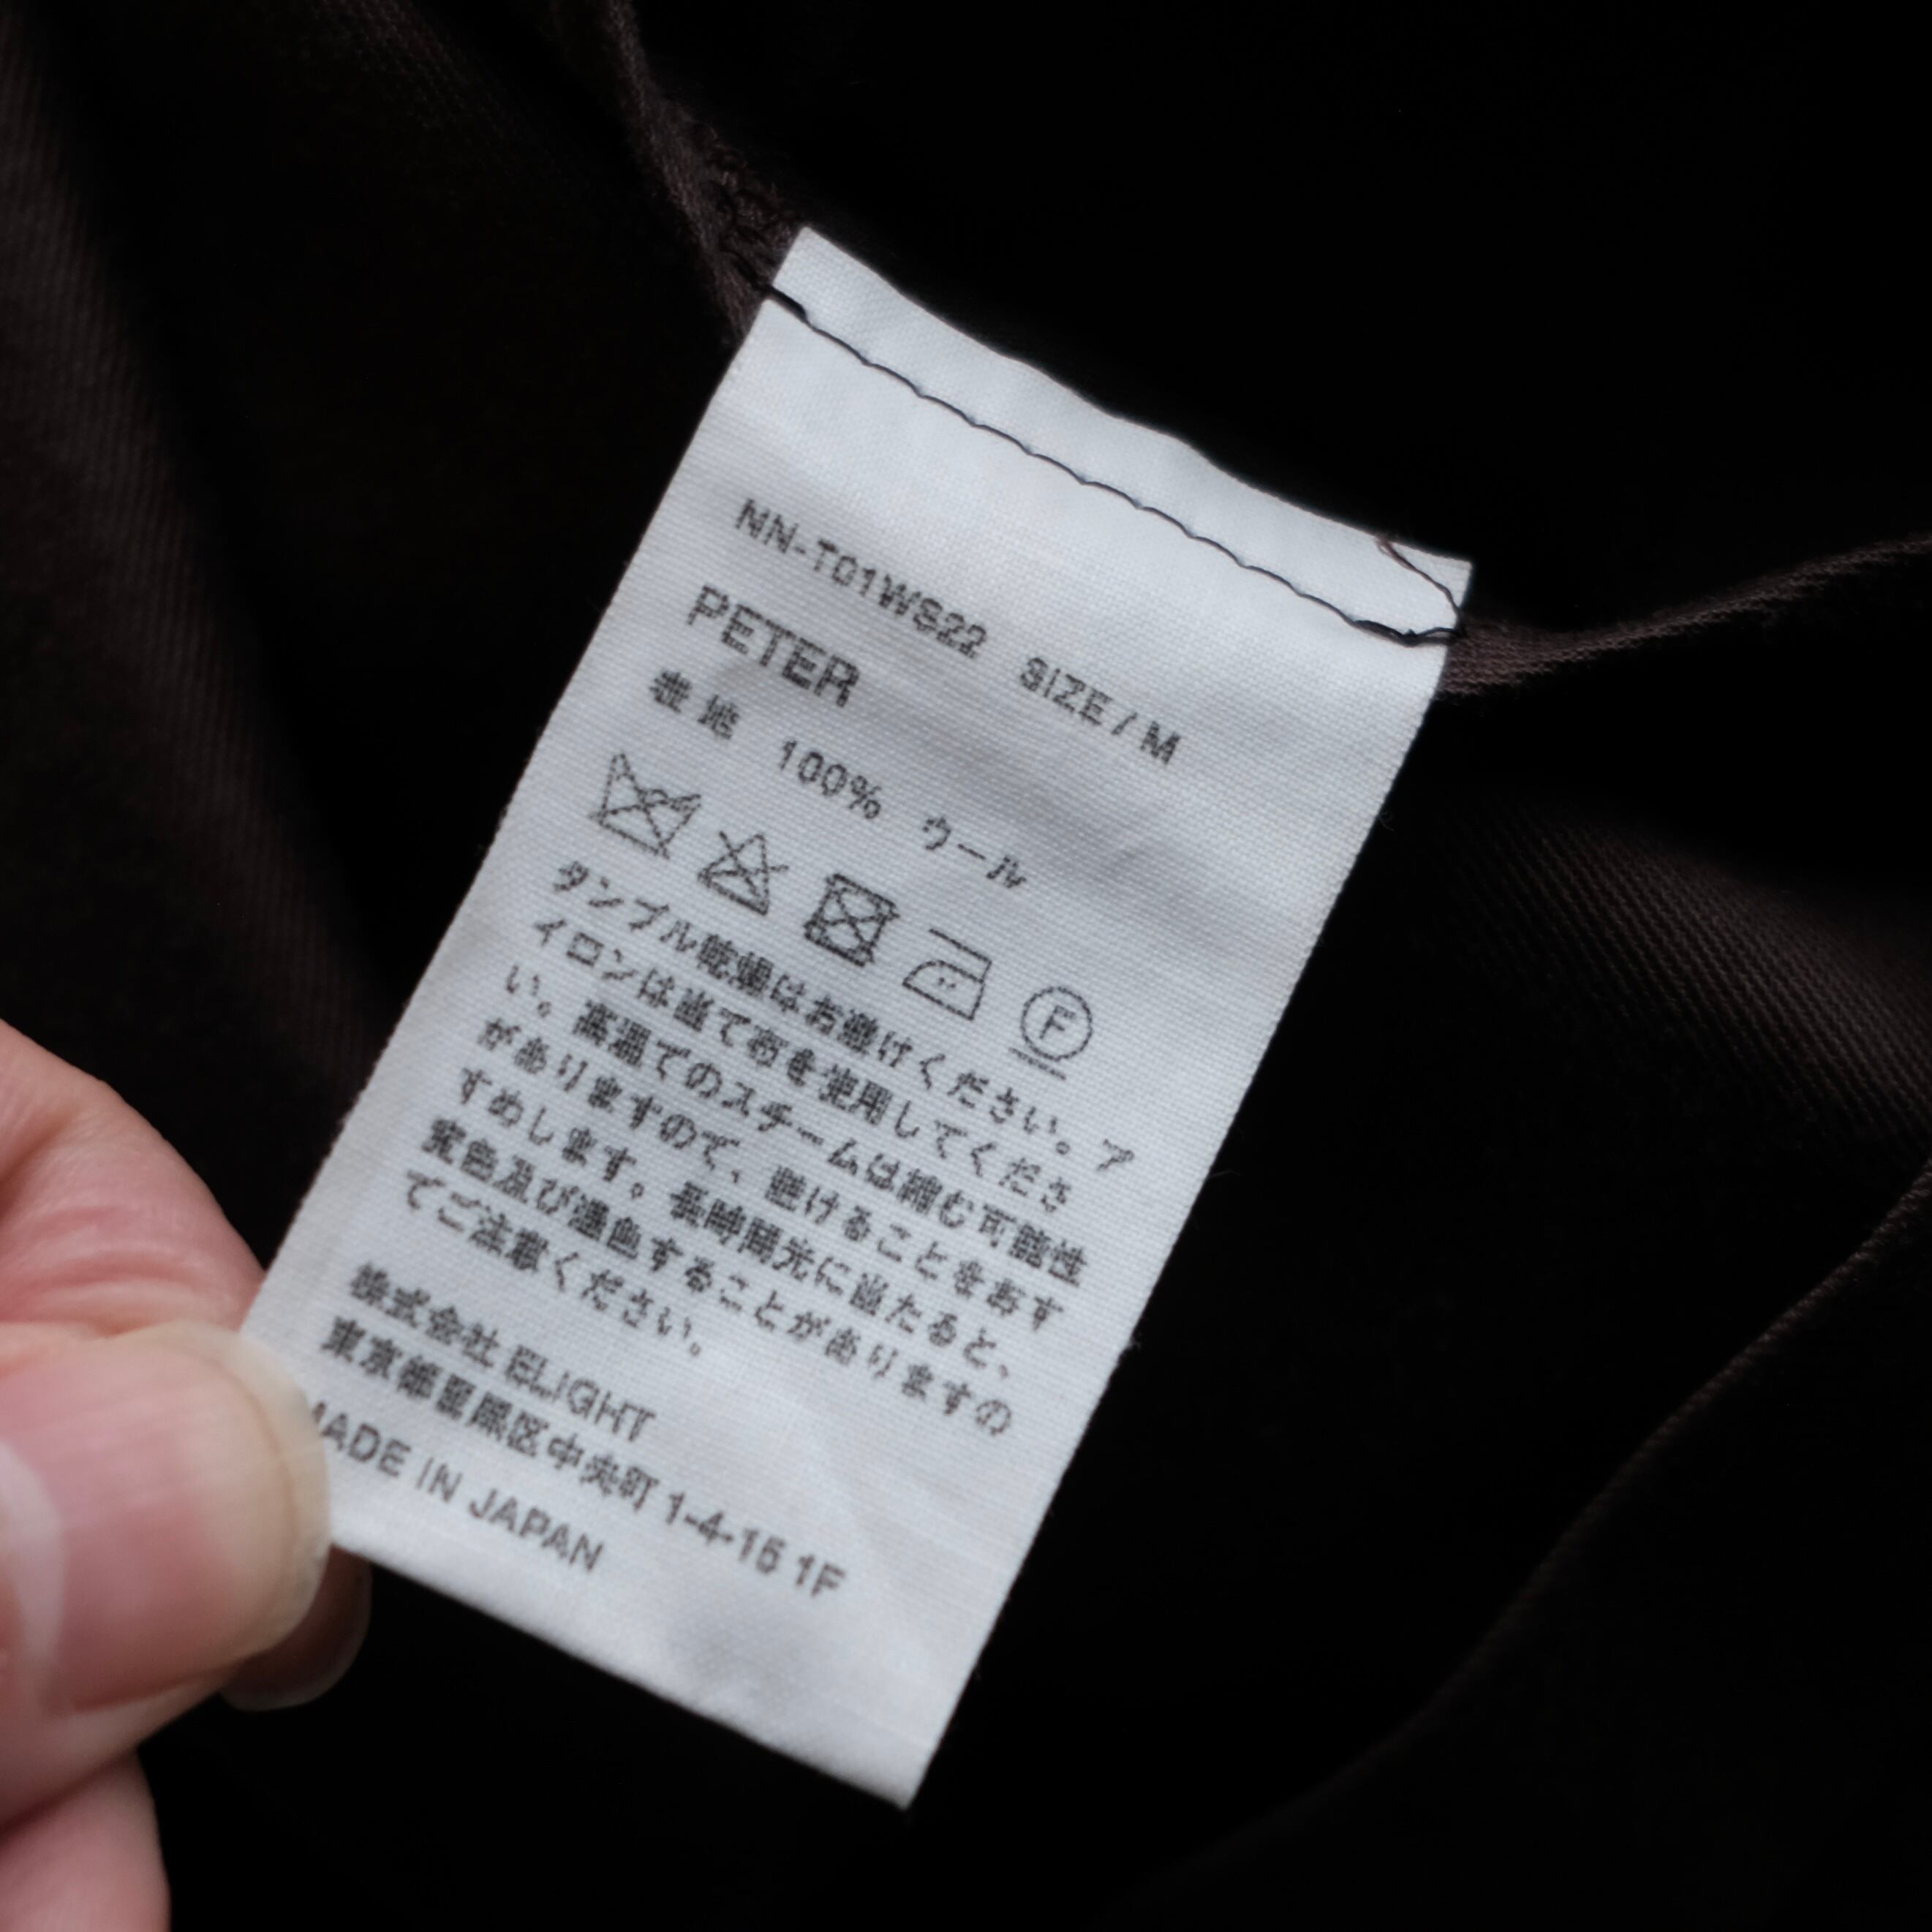 NN-T01WS22 SIZE / M
PETER
表地 100% ウール
F
タンブル乾燥はお避けください。ア
イロンは当て布を使用してくださ
い。高温でのスチームは縮む可能性
がありますので、避けることをおす
すめします。長時間光に当たると、
変色及び退色することがありますの
でご注意ください。
株式会社 ELIGHT
東京都目黒区中央町 1-4-15 1F
MADE IN JAPAN